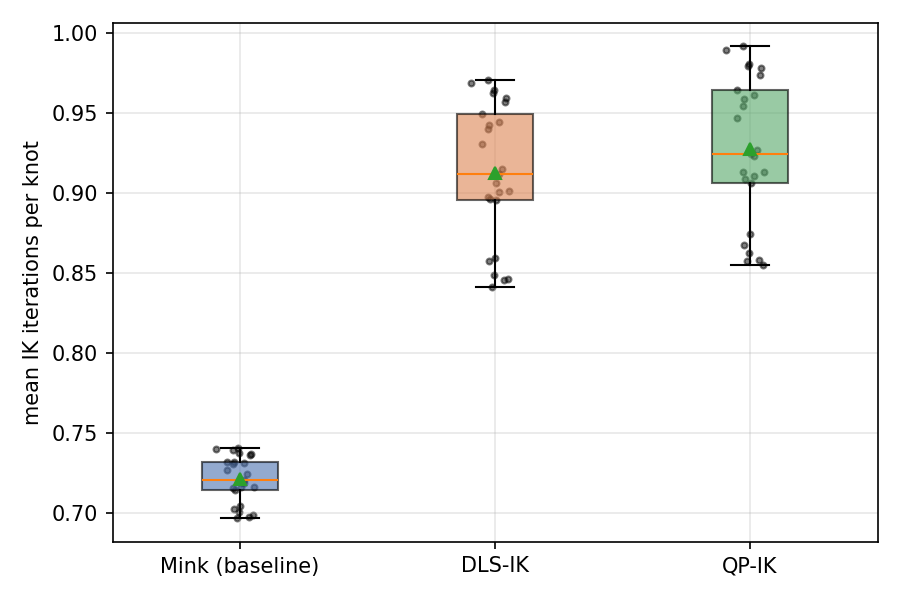 mean IK iterations per knot
1.00
0.95
0.90
0.85
0.80
0.75
0.70
Mink (baseline)
DLS-IK
QP-IK